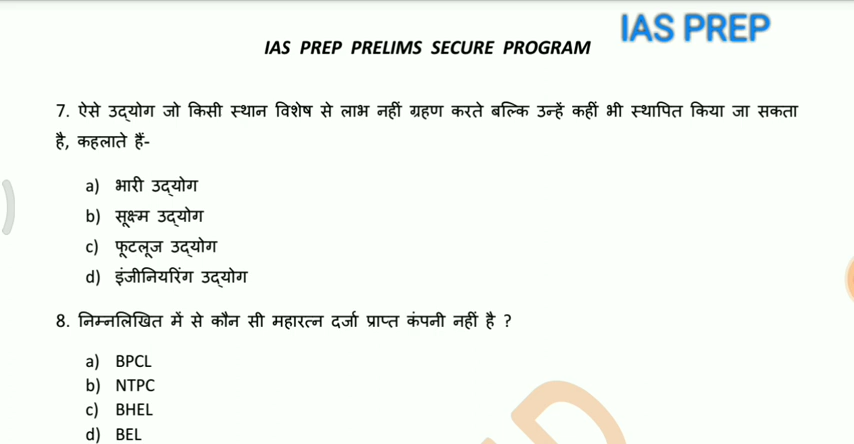 IAS PREP
IAS PREP PRELIMS SECURE PROGRAM
7. ऐसे उद्योग जो किसी स्थान विशेष से लाभ नहीं ग्रहण करते बल्कि उन्हें कहीं भी स्थापित किया जा सकता
है, कहलाते हैं-
a) भारी उद्योग
b) सूक्ष्म उद्योग
c) फूटलूज उद्योग
d) इंजीनियरिंग उद्योग
8. निम्नलिखित में से कौन सी महारत्न दर्जा प्राप्त कंपनी नहीं है ?
a) BPCL
b) NTPC
c) BHEL
d) BEL